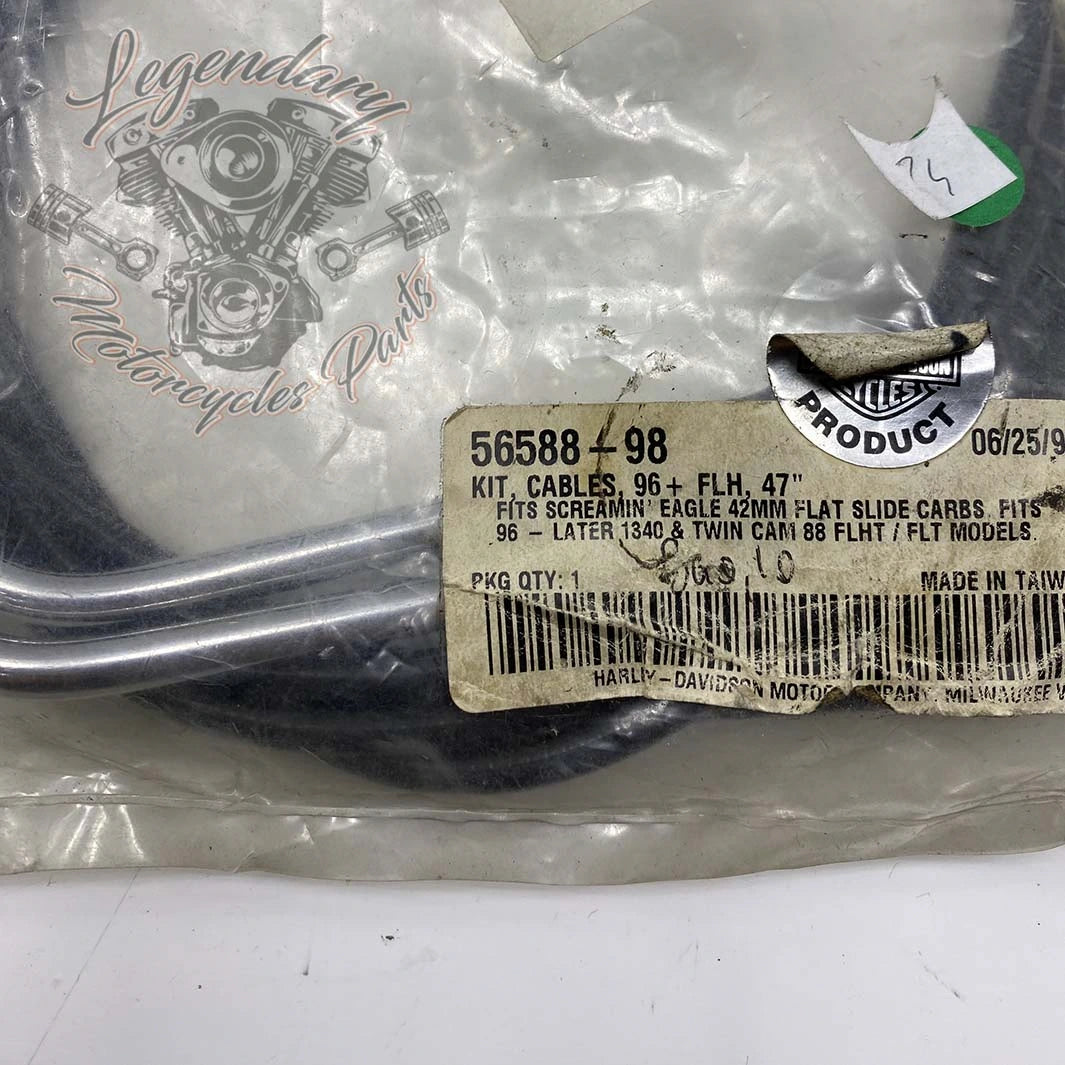 Legendary
Motorcycles Parts
14
CYCLES
PRODUCT
56588-98
06/25/9
KIT, CABLES, 96+ FLH, 47"
FITS SCREAMIN' EAGLE 42MM FLAT SLIDE CARBS. FITS
96 - LATER 1340 & TWIN CAM 88 FLHT / FLT MODELS.
PKG QTY: 1
MADE IN TAIW
HARLEY-DAVIDSON MOTOR COMPANY, MILWAUKEE W